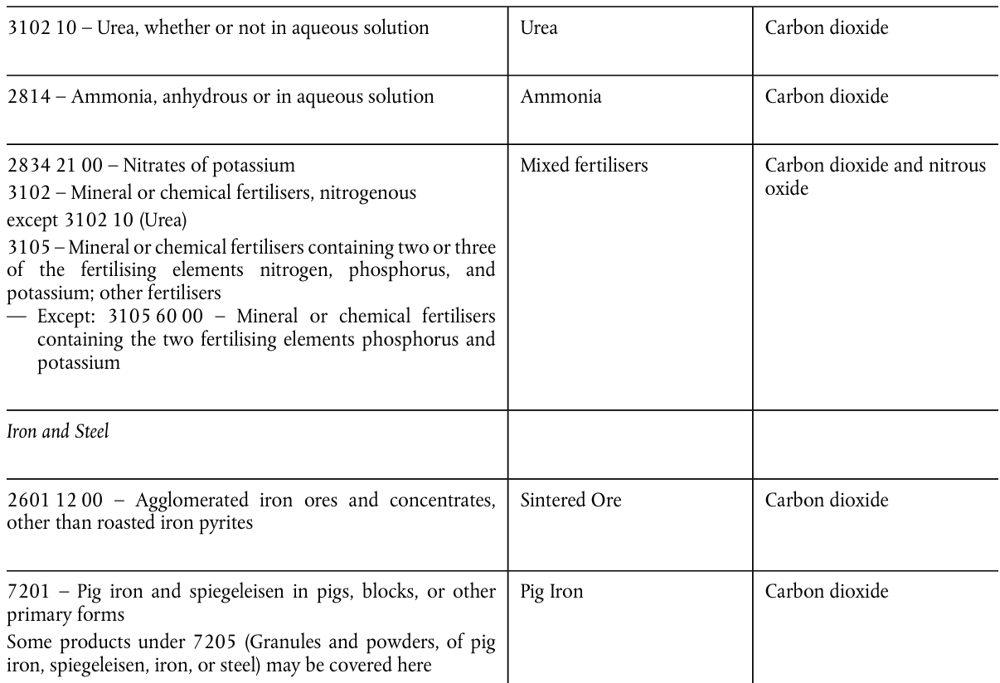 3102 10 – Urea, whether or not in aqueous solution
Urea
Carbon dioxide
2814 – Ammonia, anhydrous or in aqueous solution
Ammonia
Carbon dioxide
2834 21 00 – Nitrates of potassium
3102 – Mineral or chemical fertilisers, nitrogenous
except 3102 10 (Urea)
3105 – Mineral or chemical fertilisers containing two or three
of the fertilising elements nitrogen, phosphorus, and
potassium; other fertilisers
— Except: 3105 60 00 – Mineral or chemical fertilisers
containing the two fertilising elements phosphorus and
potassium
Mixed fertilisers
Carbon dioxide and nitrous
oxide
Iron and Steel
2601 12 00 – Agglomerated iron ores and concentrates,
other than roasted iron pyrites
Sintered Ore
Carbon dioxide
7201 – Pig iron and spiegeleisen in pigs, blocks, or other
primary forms
Some products under 7205 (Granules and powders, of pig
iron, spiegeleisen, iron, or steel) may be covered here
Pig Iron
Carbon dioxide